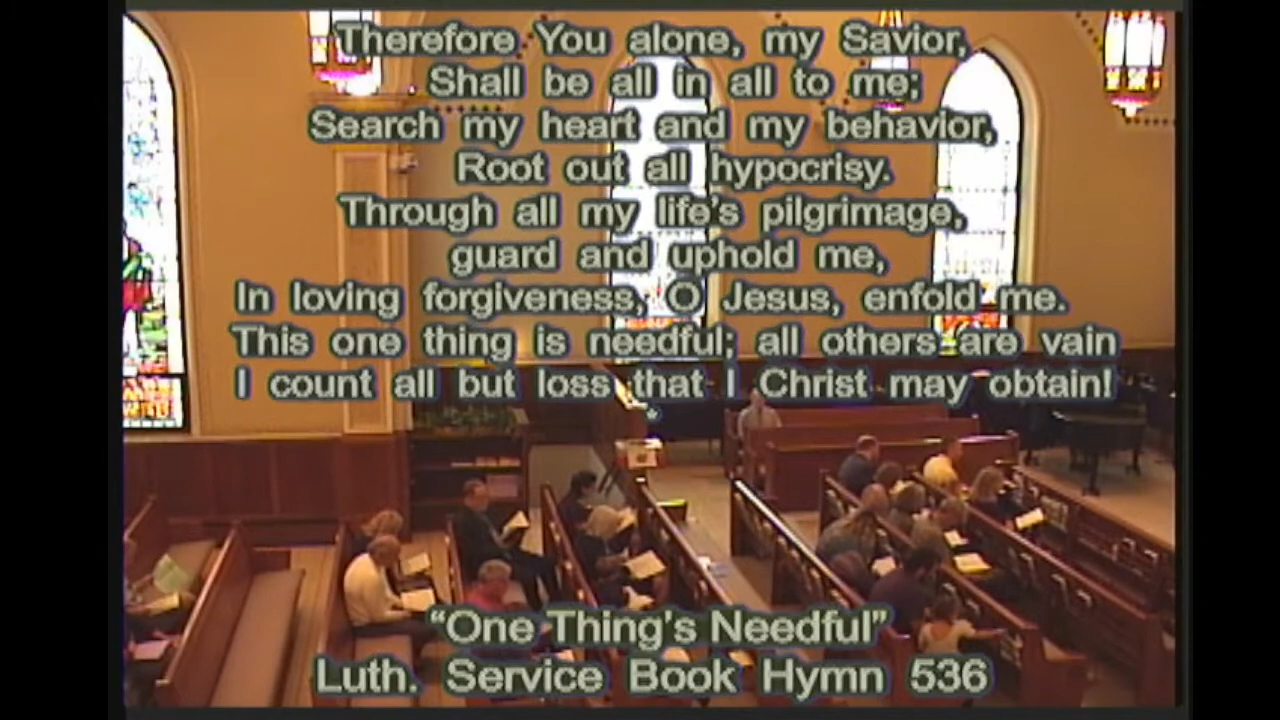 Therefore You alone, my Savior,
Shall be all in all to me;
Search my heart and my behavior,
Root out all hypocrisy.
Through all my life's pilgrimage,
guard and uphold me,
In loving forgiveness, O Jesus, enfold me.
This one thing is needful; all others are vain
I count all but loss that I Christ may obtain!
“One Thing's Needful”
Luth. Service Book Hymn 536